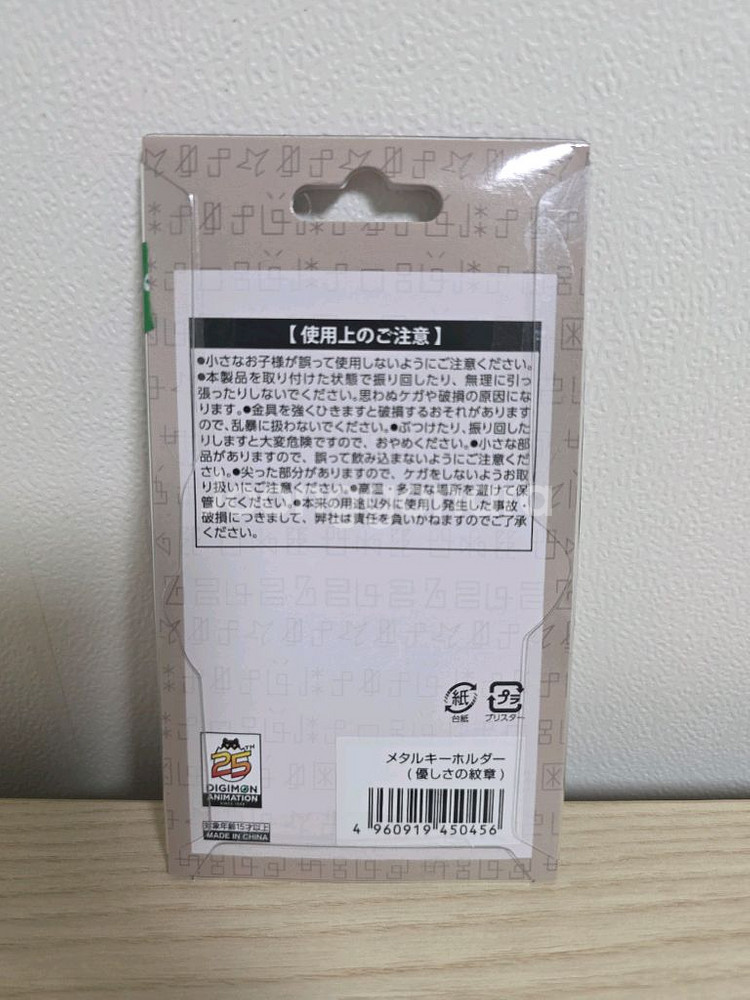 【使用上のご注意】
●小さなお子様が誤って使用しないようにご注意ください。
●本製品を取り付けた状態で振り回したり、無理に引っ
張ったりしないでください。思わぬケガや破損の原因にな
ります。●金具を強くひきますと破損するおそれがあります
ので、乱暴に扱わないでください。●ぶつけたり、振り回した
りしますと大変危険ですので、おやめください。●小さな部
品がありますので、誤って飲み込まないようにご注意くだ
さい。●尖った部分がありますので、ケガをしないようお取
り扱いにご注意ください。●高温・多湿な場所を避けて保
管してください。●本来の用途以外に使用し発生した事故・
破損につきまして、弊社は責任を負いかねますのでご了承
ください。
紙
台紙
プラ
ブリスター
25
TM
DIGIMON
ANIMATION
SINCE 1999
対象年齢15才以上
MADE IN CHINA
メタルキーホルダー
(優しさの紋章)
4 960919 450456